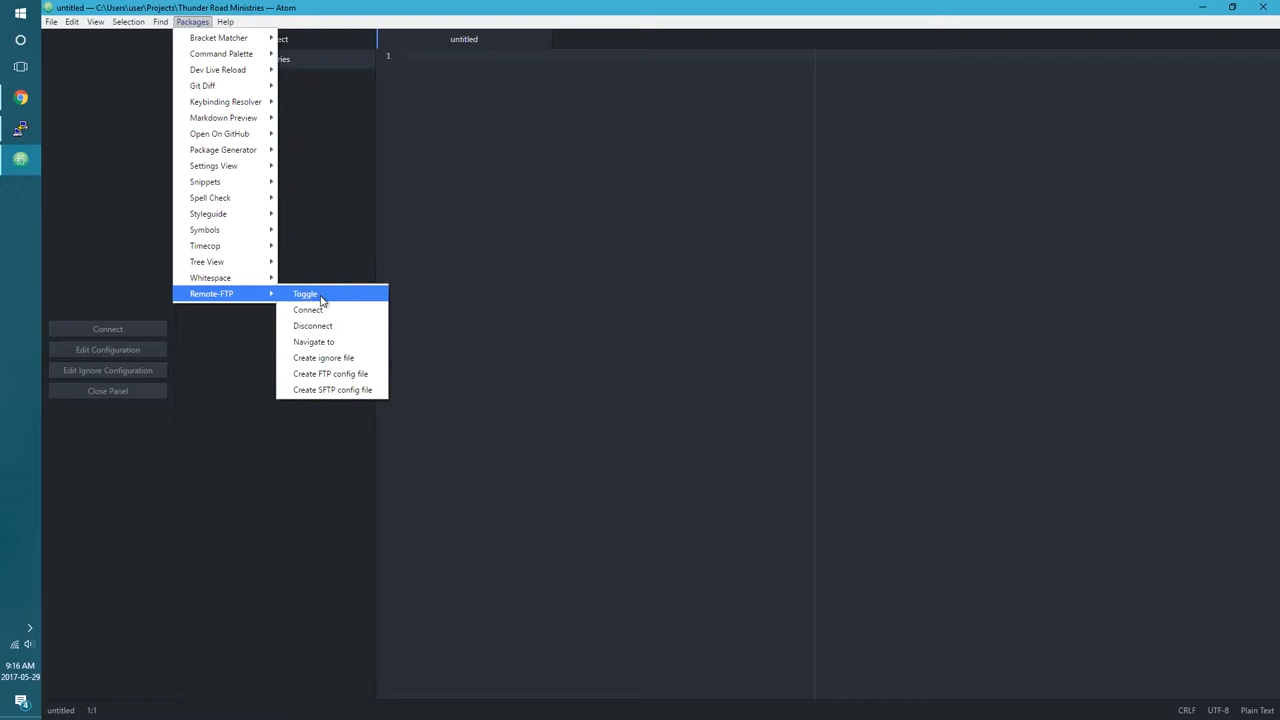 untitled — C:\Users\user\Projects\Thunder Road Ministries — Atom
File Edit View Selection Find Packages Help
ect
ries
untitled
1
Bracket Matcher
Command Palette
Dev Live Reload
Git Diff
Keybinding Resolver
Markdown Preview
Open On GitHub
Package Generator
Settings View
Snippets
Spell Check
Styleguide
Symbols
Timecop
Tree View
Whitespace
Remote-FTP
Toggle
Connect
Disconnect
Navigate to
Create ignore file
Create FTP config file
Create SFTP config file
Connect
Edit Configuration
Edit Ignore Configuration
Close Panel
9:16 AM
2017-05-29
4
untitled 1:1
CRLF UTF-8 Plain Text